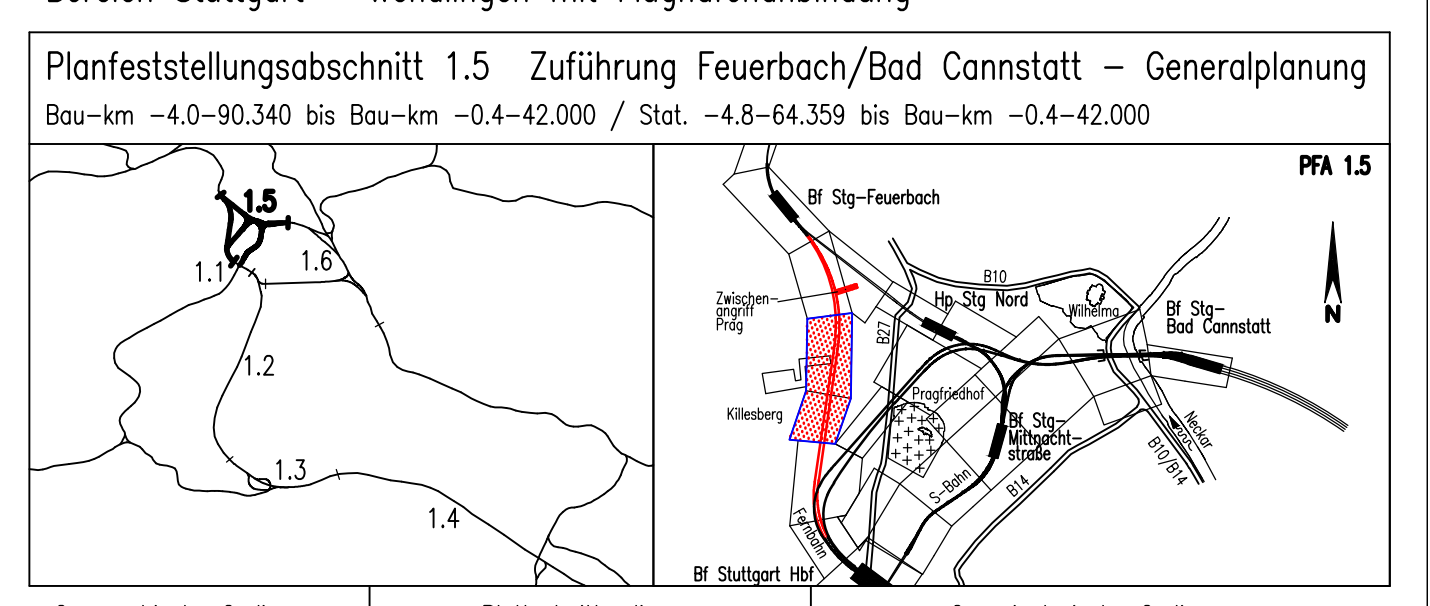 Planfeststellungsabschnitt 1.5 Zuführung Feuerbach/Bad Cannstatt – Generalplanung
Bau-km -4.0-90.340 bis Bau-km -0.4-42.000 / Stat. -4.8-64.359 bis Bau-km -0.4-42.000
1.5
1.1
1.6
1.2
1.3
1.4
PFA 1.5
Bf Stg-Feuerbach
B10
Zwischen-
angriff
Prag
Hp Stg Nord
Wilhelma
Bf Stg-
Bad Cannstatt
N
B27
Killesberg
Pragfriedhof
Bf Stg-
Mittnacht-
straße
Neckar
B10/B14
S-Bahn
B14
Fernbahn
Bf Stuttgart Hbf